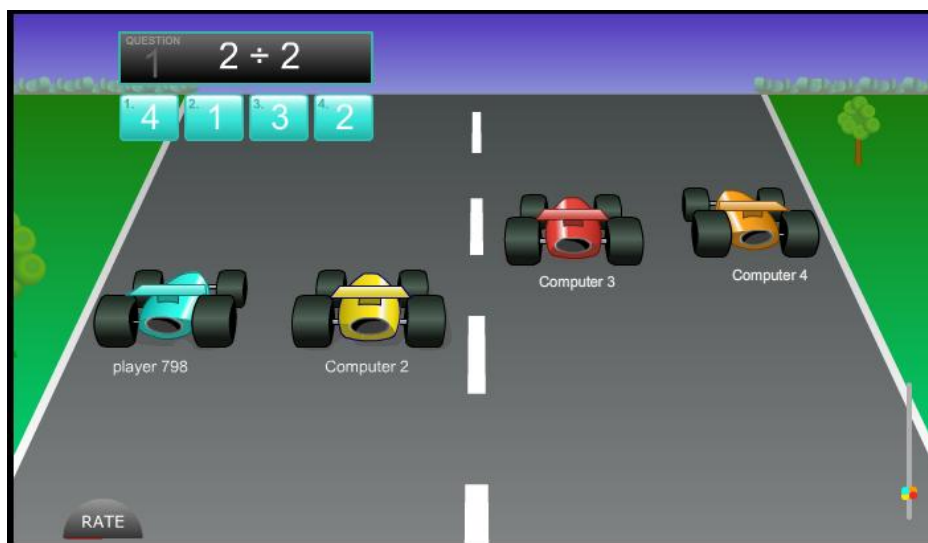 QUESTION
1
2 ÷ 2
1. 4
2. 1
3. 3
4. 2
Computer 3
Computer 4
player 798
Computer 2
RATE